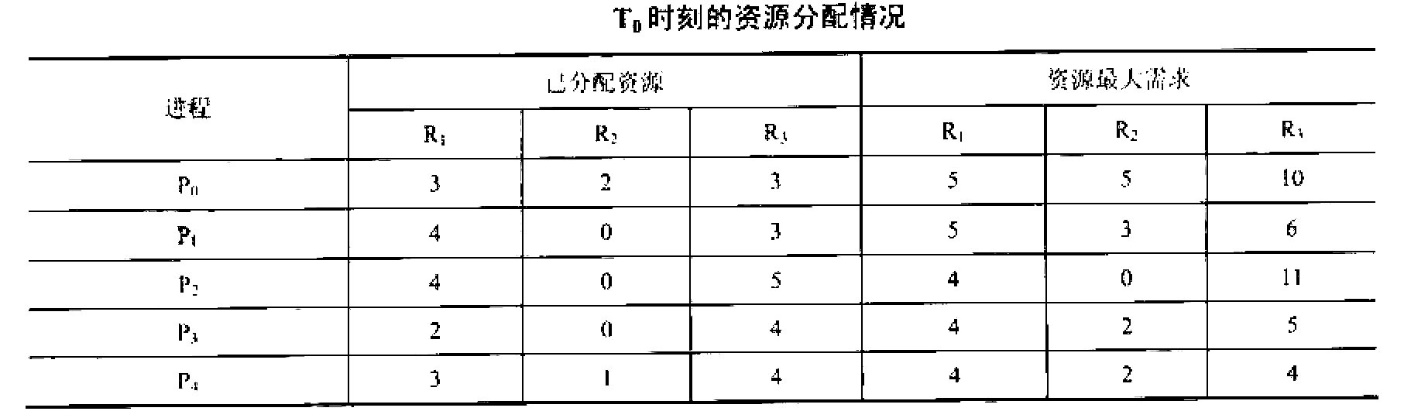 T₀时刻的资源分配情况
进程 已分配资源 资源最大需求
R₁ R₂ R₃ R₁ R₂ R₃
P₀ 3 2 3 5 5 10
P₁ 4 0 3 5 3 6
P₂ 4 0 5 4 0 11
P₃ 2 0 4 4 2 5
P₄ 3 1 4 4 2 4